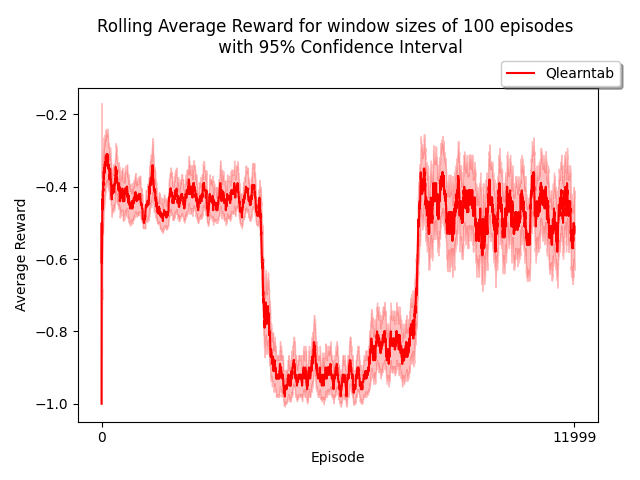 Rolling Average Reward for window sizes of 100 episodes
with 95% Confidence Interval
Qlearntab
−0.2
−0.4
−0.6
−0.8
−1.0
Average Reward
0
11999
Episode